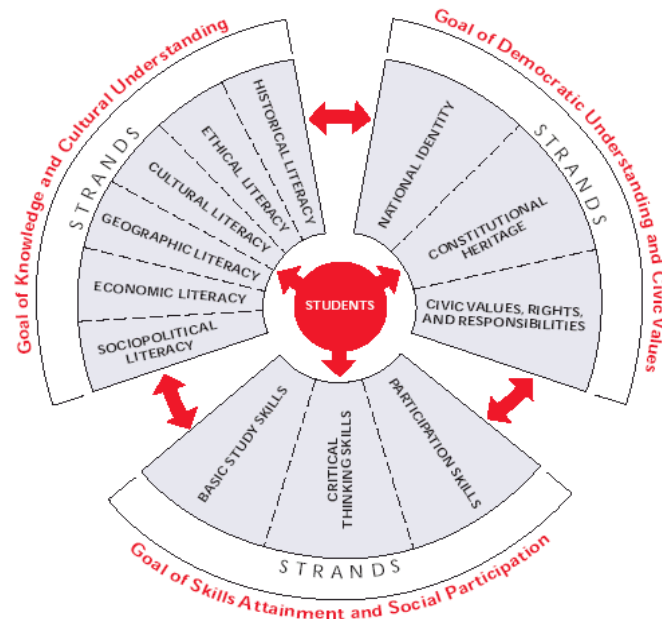 Goal of Knowledge and Cultural Understanding
STRANDS
HISTORICAL LITERACY
ETHICAL LITERACY
CULTURAL LITERACY
GEOGRAPHIC LITERACY
ECONOMIC LITERACY
SOCIOPOLITICAL
LITERACY
Goal of Democratic Understanding and Civic Values
STRANDS
NATIONAL IDENTITY
CONSTITUTIONAL
HERITAGE
CIVIC VALUES, RIGHTS,
AND RESPONSIBILITIES
STUDENTS
BASIC STUDY SKILLS
CRITICAL
THINKING SKILLS
PARTICIPATION SKILLS
STRANDS
Goal of Skills Attainment and Social Participation